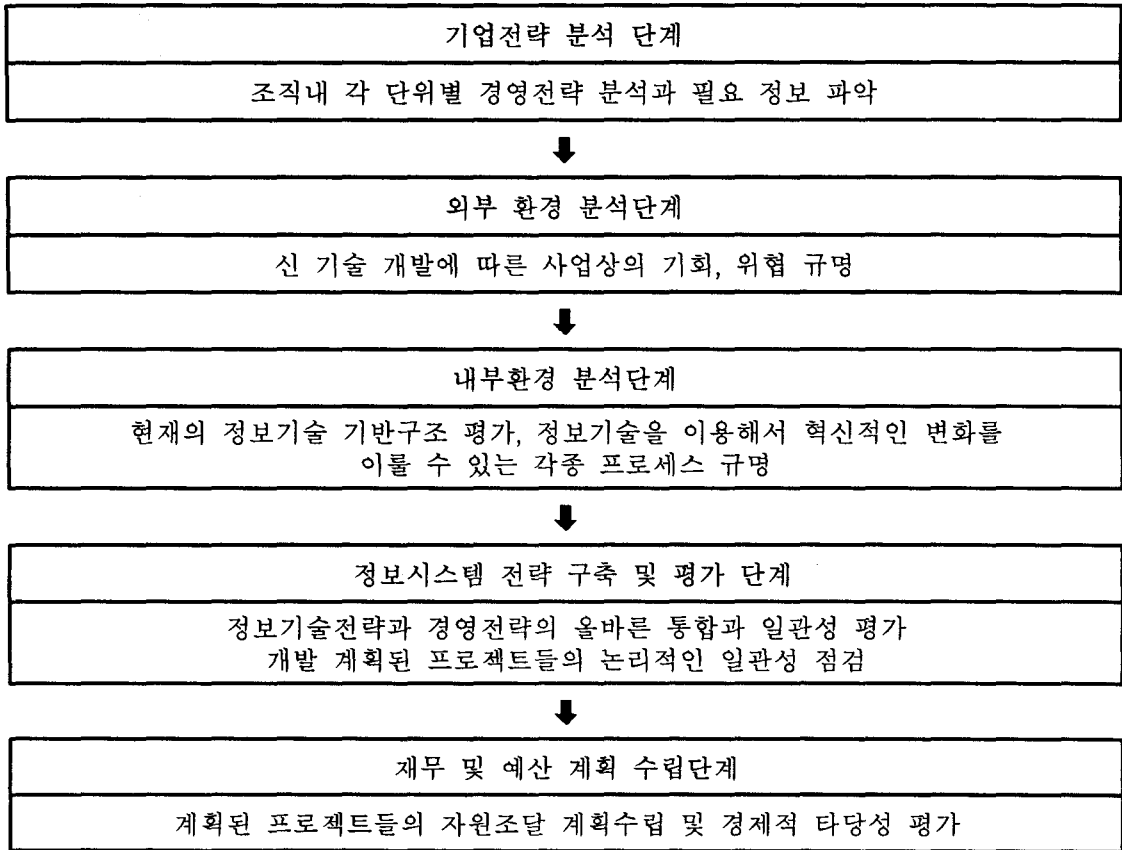 기업전략 분석 단계
조직내 각 단위별 경영전략 분석과 필요 정보 파악
외부 환경 분석단계
신 기술 개발에 따른 사업상의 기회, 위협 규명
내부환경 분석단계
현재의 정보기술 기반구조 평가, 정보기술을 이용해서 혁신적인 변화를
이룰 수 있는 각종 프로세스 규명
정보시스템 전략 구축 및 평가 단계
정보기술전략과 경영전략의 올바른 통합과 일관성 평가
개발 계획된 프로젝트들의 논리적인 일관성 점검
재무 및 예산 계획 수립단계
계획된 프로젝트들의 자원조달 계획수립 및 경제적 타당성 평가